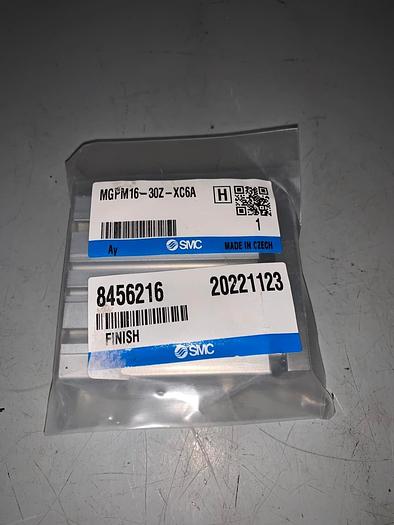 MGPM16-30Z-XC6A H
1
Ay SMC MADE IN CZECH
8456216 20221123
FINISH
SMC